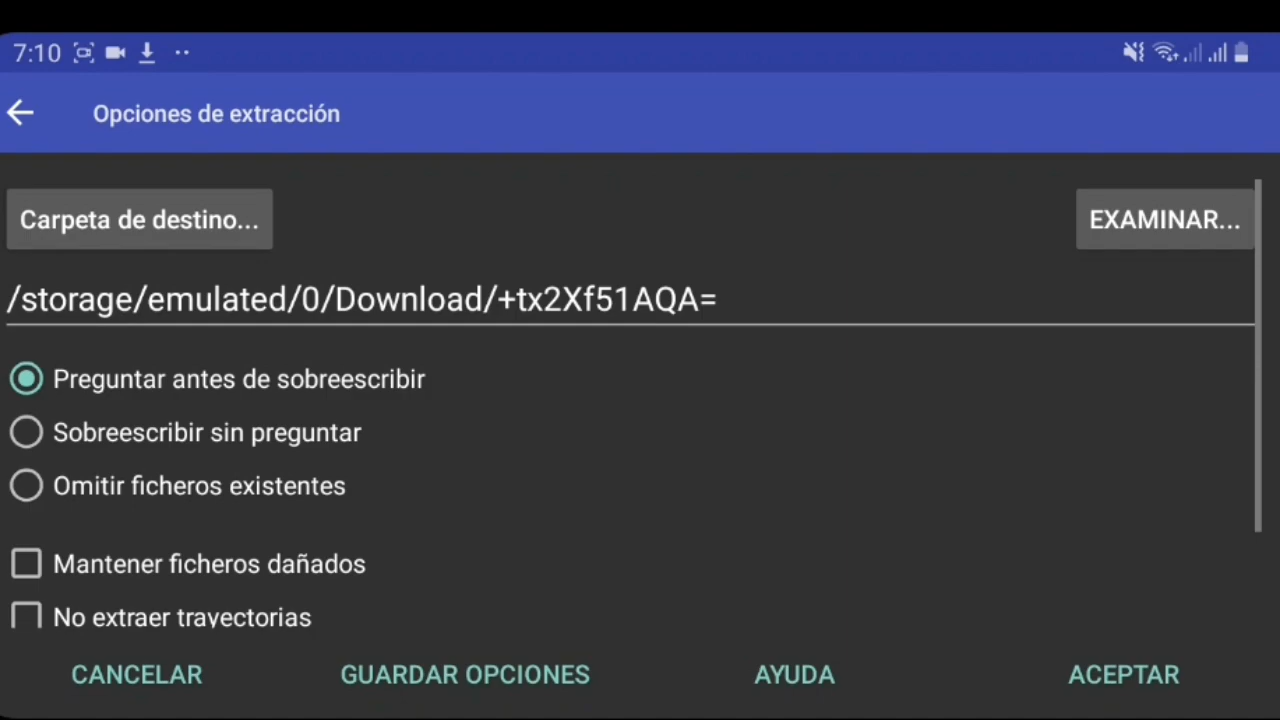 7:10
Opciones de extracción
Carpeta de destino...
EXAMINAR...
/storage/emulated/0/Download/+tx2Xf51AQA=
Preguntar antes de sobreescribir
Sobreescribir sin preguntar
Omitir ficheros existentes
Mantener ficheros dañados
No extraer trayectorias
CANCELAR GUARDAR OPCIONES AYUDA ACEPTAR